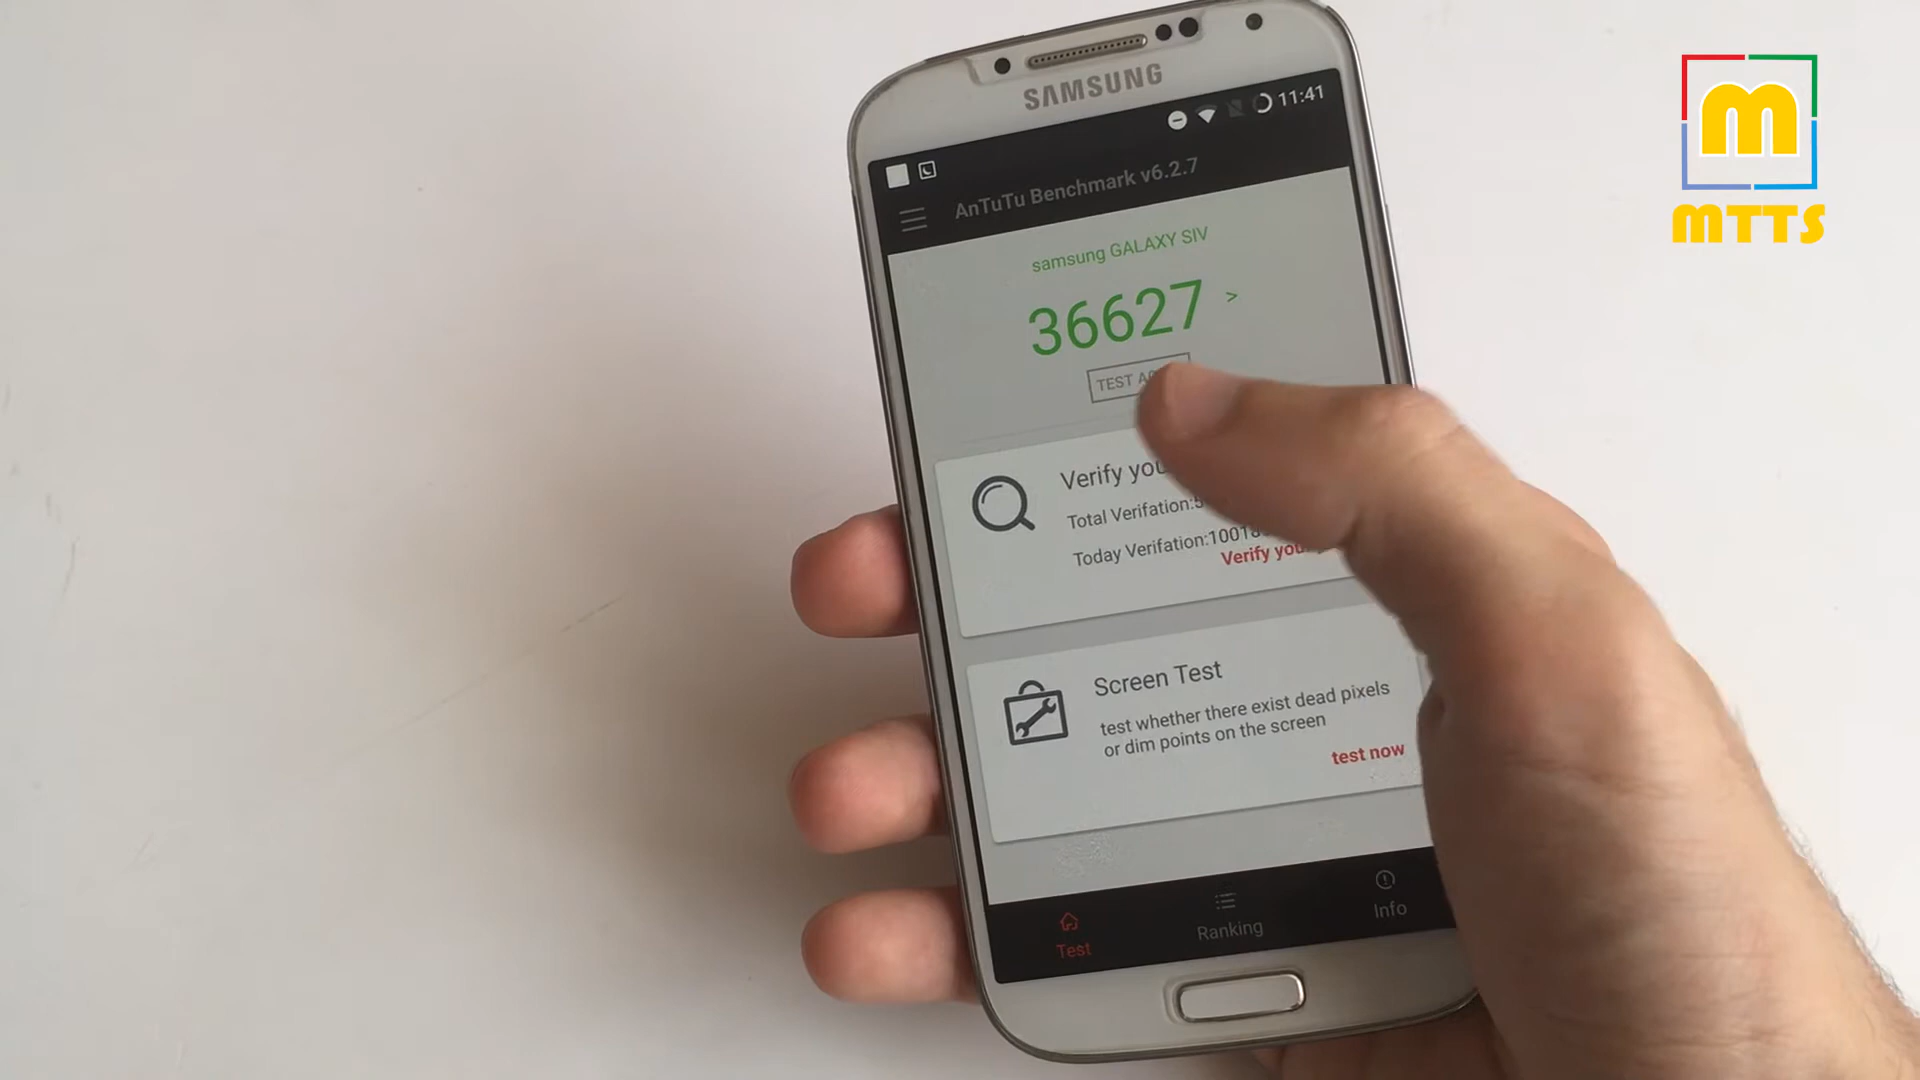 SAMSUNG
11:41
AnTuTu Benchmark v6.2.7
samsung GALAXY SIV
36627 >
TEST
Verify
Total Verifation:
Today Verifation:
Verify
Screen Test
test whether there exist dead pixels
or dim points on the screen
test now
Test
Ranking
Info
M
MTTS